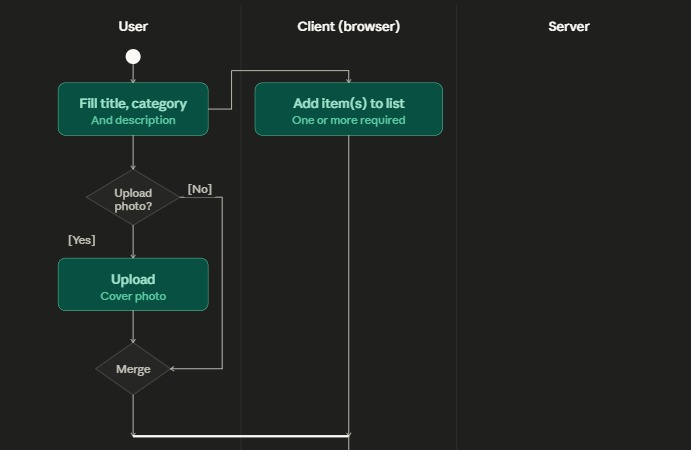 User
Client (browser)
Server
Fill title, category
And description
Add item(s) to list
One or more required
Upload
photo?
[No]
[Yes]
Upload
Cover photo
Merge